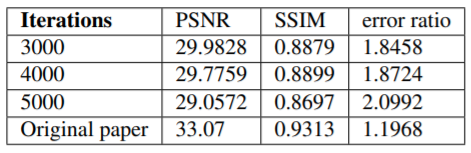 Iterations PSNR SSIM error ratio
3000 29.9828 0.8879 1.8458
4000 29.7759 0.8899 1.8724
5000 29.0572 0.8697 2.0992
Original paper 33.07 0.9313 1.1968